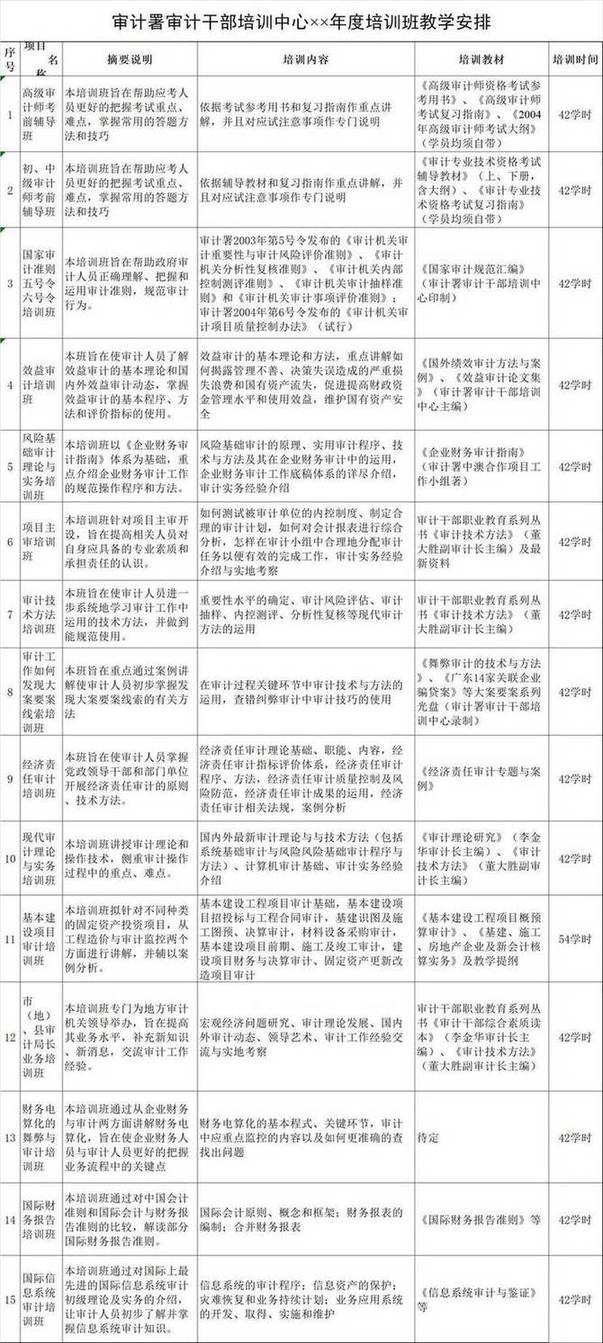 审计署审计干部培训中心××年度培训班教学安排
序号
项目名称
摘要说明
培训内容
培训教材
培训时间
1
高级审
计师考
前辅导
班
本培训班旨在帮助应考人
员更好的把握考试重点、
难点，掌握常用的答题方
法和技巧
依据考试参考用书和复习指南作重点讲
解，并且对应试注意事项作专门说明
《高级审计师资格考试参
考用书》、《高级审计师
考试复习指南》、《2004
年高级审计师考试大纲》
（学员均须自带）
42学时
2
初、中
级审计
师考前
辅导班
本培训班旨在帮助应考人
员更好的把握考试重点、
难点，掌握常用的答题方
法和技巧
依据辅导教材和复习指南作重点讲解，并
且对应试注意事项作专门说明
《审计专业技术资格考试
辅导教材》（上、下册，
含大纲）、《审计专业技
术资格考试复习指南》
（学员均须自带）
42学时
3
国家审
计准则
五号令
六号令
培训班
本培训班旨在帮助政府审
计人员正确理解、把握和
运用审计准则，规范审计
行为。
审计署2003年第5号令发布的《审计机关审
计重要性与审计风险评价准则》、《审计
机关分析性复核准则》、《审计机关内部
控制测评准则》、《审计机关审计抽样准
则》和《审计机关审计事项评价准则》；
审计署2004年第6号令发布的《审计机关审
计项目质量控制办法》（试行）
《国家审计规范汇编》
（审计署审计干部培训中
心印制）
42学时
4
效益审
计培训
班
本班旨在使审计人员了解
效益审计的基本理论和国
内外效益审计动态，掌握
效益审计的基本程序、方
法和评价指标的使用。
效益审计的基本理论和方法，重点讲解如
何揭露管理不善、决策失误造成的严重损
失浪费和国有资产流失，促进提高财政资
金管理水平和使用效益，维护国有资产安
全
《国外绩效审计方法与案
例》、《效益审计论文集》
（审计署审计干部培训
中心主编）
42学时
5
风险基
础审计
理论与
实务培
训班
本培训班以《企业财务审
计指南》体系为基础，重
点介绍企业财务审计工作
的规范操作程序和方法。
风险基础审计的原理、实用审计程序、技
术与方法及其在企业财务审计中的运用，
企业财务审计工作底稿体系的详尽介绍，
审计实务经验介绍
《企业财务审计指南》
（审计署中澳合作项目工
作小组著）
42学时
6
项目主
审培训
班
本培训班针对项目主审开
设，旨在提高相关人员对
自身应具备的专业素质和
承担责任的认识。
如何测试被审计单位的内控制度、制定合
理的审计计划，如何对会计报表进行综合
分析，怎样在审计小组中合理地分配审计
任务以便有效的完成工作，审计实务经验
介绍与实地考察
审计干部职业教育系列丛
书《审计技术方法》（董
大胜副审计长主编）及最
新资料
42学时
7
审计技
术方法
培训班
本班旨在使审计人员进一
步系统地学习审计工作中
运用的技术方法，并做到
能规范使用。
重要性水平的确定、审计风险评估、审计
抽样、内控测评、分析性复核等现代审计
方法的运用
审计干部职业教育系列丛
书《审计技术方法》（董
大胜副审计长主编）
42学时
8
审计工
作如何
发现大
案要案
线索培
训班
本班旨在重点通过案例讲
解使审计人员初步掌握发
现大案要案线索的有关方
法
在审计过程关键环节中审计技术与方法的
运用，查错纠弊审计中审计技巧的使用
《舞弊审计的技术与方法
》、《广东14家关联企业
骗贷案》等大案要案系列
光盘（审计署审计干部培
训中心录制）
42学时
9
经济责
任审计
培训班
本班旨在使审计人员掌握
党政领导干部和部门单位
开展经济责任审计的原则
、技术方法。
经济责任审计理论基础、职能、内容，经
济责任审计指标评价体系，经济责任审计
程序、方法，经济责任审计质量控制及风
险防范，经济责任审计成果的运用，经济
责任审计相关法规，案例分析
《经济责任审计专题与案
例》
42学时
10
现代审
计理论
与实务
培训班
本培训班讲授审计理论和
操作技术，侧重审计操作
过程中的重点、难点。
国内外最新审计理论与与技术方法（包括
系统基础审计与风险风险基础审计程序与
方法）、计算机审计基础、审计实务经验
介绍
《审计理论研究》（李金
华审计长主编）、《审计
技术方法》（董大胜副审
计长主编）
42学时
11
基本建
设项目
审计培
训班
本培训班拟针对不同种类
的固定资产投资项目，从
工程造价与审计监控两个
方面进行讲解，并辅以案
例分析。
基本建设工程项目审计基础，基本建设项
目招投标与工程合同审计，基建识图及施
工图预、决算审计，材料设备采购审计，
基本建设项目前期、施工及竣工审计，建
设项目财务与决算审计、固定资产更新改
造项目审计
《基本建设工程项目概预
算审计》、《基建、施工
、房地产企业及新会计核
算实务》及教学提纲
54学时
12
市
（地）
、县审
计局长
业务培
训班
本培训班专门为地方审计
机关领导举办，旨在提高
其业务水平，补充新知识
、新消息，交流审计工作
经验。
宏观经济问题研究、审计理论发展、国内
外审计动态、领导艺术、审计工作经验交
流与实地考察
审计干部职业教育系列丛
书《审计干部综合素质读
本》（李金华审计长主
编）、《审计技术方法》
（董大胜副审计长主编）
42学时
13
财务电
算化的
舞弊与
审计培
训班
本培训班通过从企业财务
与审计两方面讲解财务电
算化，旨在使企业财务人
员与审计人员更好的把握
业务流程中的关键点
财务电算化的基本程式、关键环节，审计
中应重点监控的内容以及如何更准确的查
找出问题
待定
42学时
14
国际财
务报告
培训班
本培训班通过对中国会计
准则和国际会计与财务报
告准则的比较，解读部分
国际财务报告准则。
国际会计原则、概念和框架；财务报表的
编制；合并财务报表
《国际财务报告准则》等
42学时
15
国际信
息系统
审计培
训班
本培训班通过对国际上最
先进的国际信息系统审计
初级理论及实务的介绍，
让审计人员初步了解并掌
握信息系统审计知识。
信息系统的审计程序；信息资产的保护；
灾难恢复和业务持续计划；业务应用系统
的开发、取得、实施和维护
《信息系统审计与鉴证》
等
42学时